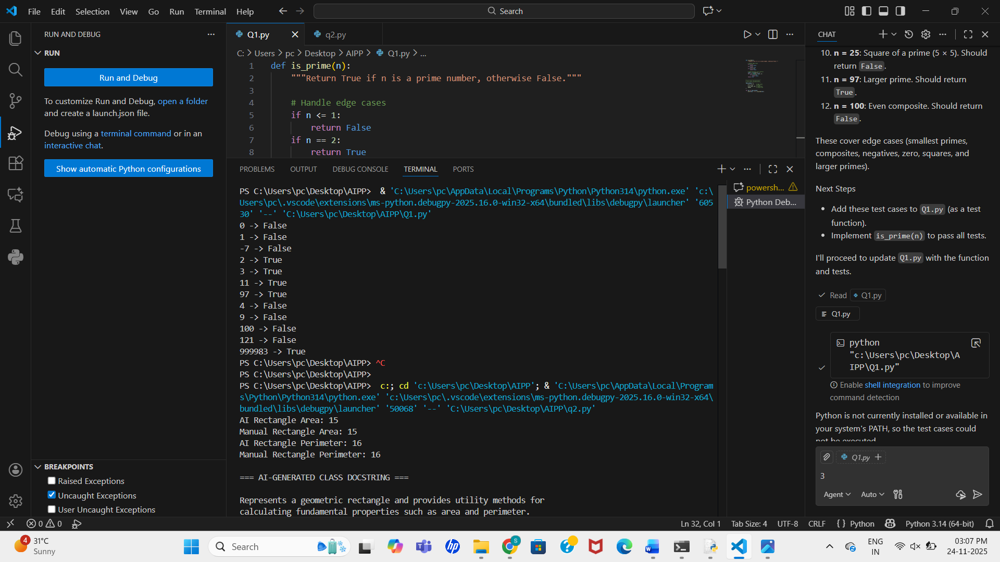 File Edit Selection View Go Run Terminal Help
Search
RUN AND DEBUG
RUN
Run and Debug
To customize Run and Debug, open a folder
and create a launch.json file.
Debug using a terminal command or in an
interactive chat.
Show automatic Python configurations
BREAKPOINTS
Raised Exceptions
Uncaught Exceptions
User Uncaught Exceptions
Q1.py
q2.py
C: > Users > pc > Desktop > AIPP > Q1.py > ...
1 def is_prime(n):
2 """Return True if n is a prime number, otherwise False."""
3
4 # Handle edge cases
5 if n <= 1:
6 return False
7 if n == 2:
8 return True
PROBLEMS OUTPUT DEBUG CONSOLE TERMINAL PORTS
PS C:\Users\pc\Desktop\AIPP> & 'C:\Users\pc\AppData\Local\Programs\Python\Python314\python.exe' 'c:\
Users\pc\.vscode\extensions\ms-python.debugpy-2025.16.0-win32-x64\bundled\libs\debugpy\launcher' '605
30' '--' 'C:\Users\pc\Desktop\AIPP\Q1.py'
0 -> False
1 -> False
-7 -> False
2 -> True
3 -> True
11 -> True
97 -> True
4 -> False
9 -> False
100 -> False
121 -> False
999983 -> True
PS C:\Users\pc\Desktop\AIPP> ^C
PS C:\Users\pc\Desktop\AIPP>
PS C:\Users\pc\Desktop\AIPP> c:; cd 'c:\Users\pc\Desktop\AIPP'; & 'C:\Users\pc\AppData\Local\Program
s\Python\Python314\python.exe' 'c:\Users\pc\.vscode\extensions\ms-python.debugpy-2025.16.0-win32-x64\
bundled\libs\debugpy\launcher' '50068' '--' 'C:\Users\pc\Desktop\AIPP\q2.py'
AI Rectangle Area: 15
Manual Rectangle Area: 15
AI Rectangle Perimeter: 16
Manual Rectangle Perimeter: 16
=== AI-GENERATED CLASS DOCSTRING ===
Represents a geometric rectangle and provides utility methods for
calculating fundamental properties such as area and perimeter.
powersh...
Python Deb...
CHAT
10. n = 25: Square of a prime (5 × 5). Should
return False.
11. n = 97: Larger prime. Should return
True.
12. n = 100: Even composite. Should return
False.
These cover edge cases (smallest primes,
composites, negatives, zero, squares, and
larger primes).
Next Steps
• Add these test cases to Q1.py (as a test
function).
• Implement is_prime(n) to pass all tests.
I'll proceed to update Q1.py with the function
and tests.
Read Q1.py
Q1.py
python
"c:\Users\pc\Desktop\A
IPP\Q1.py"
Enable shell integration to improve
command detection
Python is not currently installed or available in
your system's PATH, so the test cases could
not be executed.
Q1.py
3
Agent Auto
0 0
Ln 32, Col 1 Tab Size: 4 UTF-8 CRLF { } Python Python 3.14 (64-bit)
4
31°C
Sunny
Search
S
ENG
IN
03:07 PM
24-11-2025